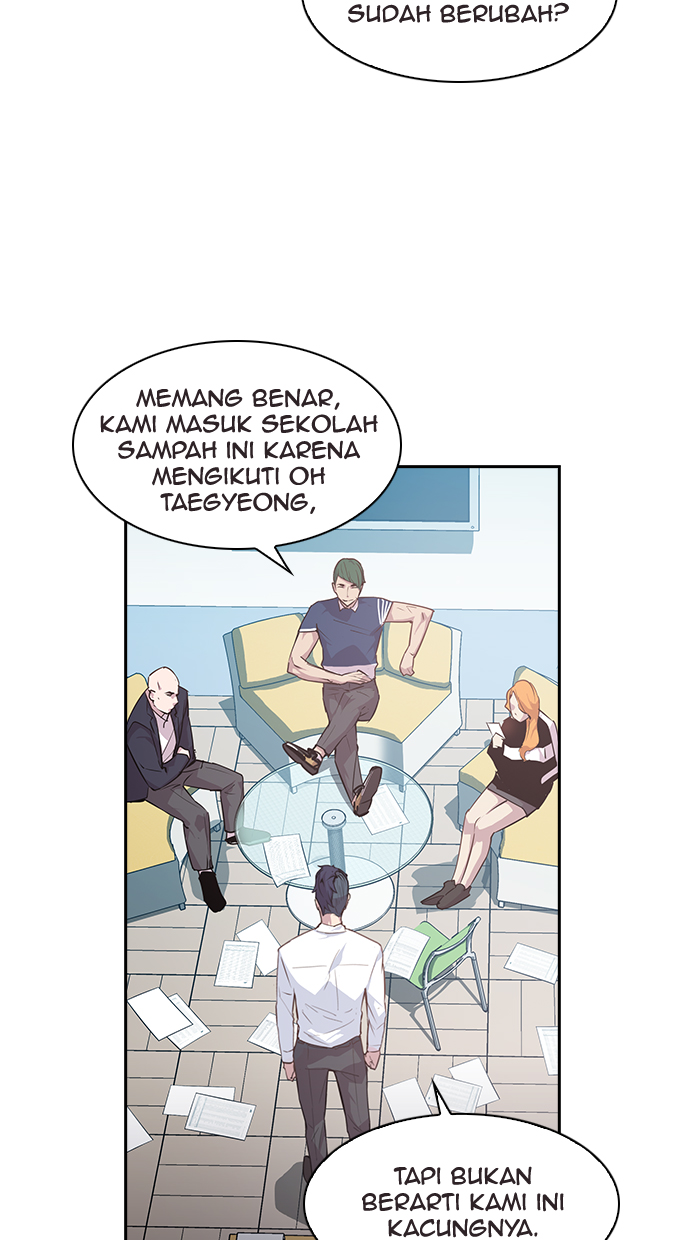 SUDAH BERUBAH?
MEMANG BENAR,
KAMI MASUK SEKOLAH
SAMPAH INI KARENA
MENGIKUTI OH
TAEGYEONG,
TAPI BUKAN
BERARTI KAMI INI
KACUNGNYA.